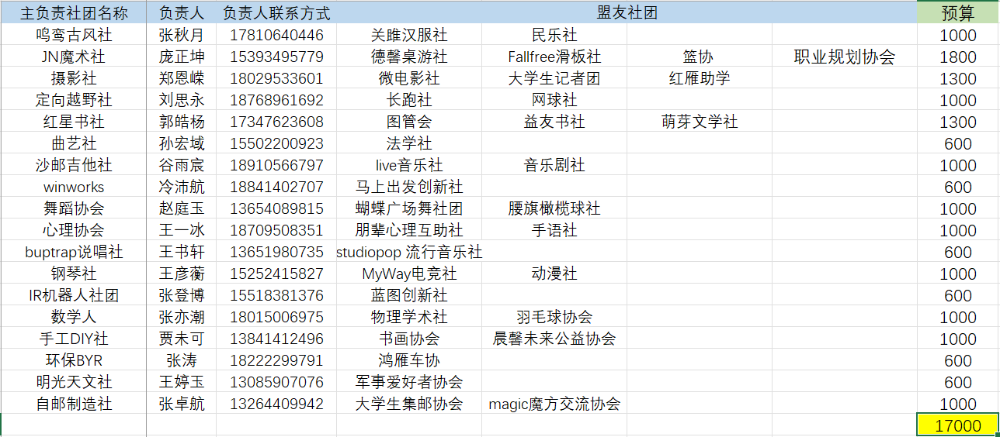 主负责社团名称 负责人 负责人联系方式 盟友社团 预算
鸣鸾古风社 张秋月 17810640446 关雎汉服社 民乐社 1000
JN魔术社 庞正坤 15393495779 德馨桌游社 Fallfree滑板社 篮协 职业规划协会 1800
摄影社 郑恩嵘 18029533601 微电影社 大学生记者团 红雁助学 1300
定向越野社 刘思永 18768961692 长跑社 网球社 1000
红星书社 郭皓杨 17347623608 图管会 益友书社 萌芽文学社 1300
曲艺社 孙宏域 15502200923 法学社 600
沙邮吉他社 谷雨宸 18910566797 live音乐社 音乐剧社 1000
winworks 冷沛航 18841402707 马上出发创新社 600
舞蹈协会 赵庭玉 13654089815 蝴蝶广场舞社团 腰旗橄榄球社 1000
心理协会 王一冰 18709508351 朋辈心理互助社 手语社 1000
buptrap说唱社 王书轩 13651980735 studiopop 流行音乐社 600
钢琴社 王彦蘅 15252415827 MyWay电竞社 动漫社 1000
IR机器人社团 张登博 15518381376 蓝图创新社 600
数学人 张亦潮 18015006975 物理学术社 羽毛球协会 1000
手工DIY社 贾未可 13841412496 书画协会 晨馨未来公益协会 1000
环保BYR 张涛 18222299791 鸿雁车协 600
明光天文社 王婷玉 13085907076 军事爱好者协会 600
自邮制造社 张卓航 13264409942 大学生集邮协会 magic魔方交流协会 1000
17000